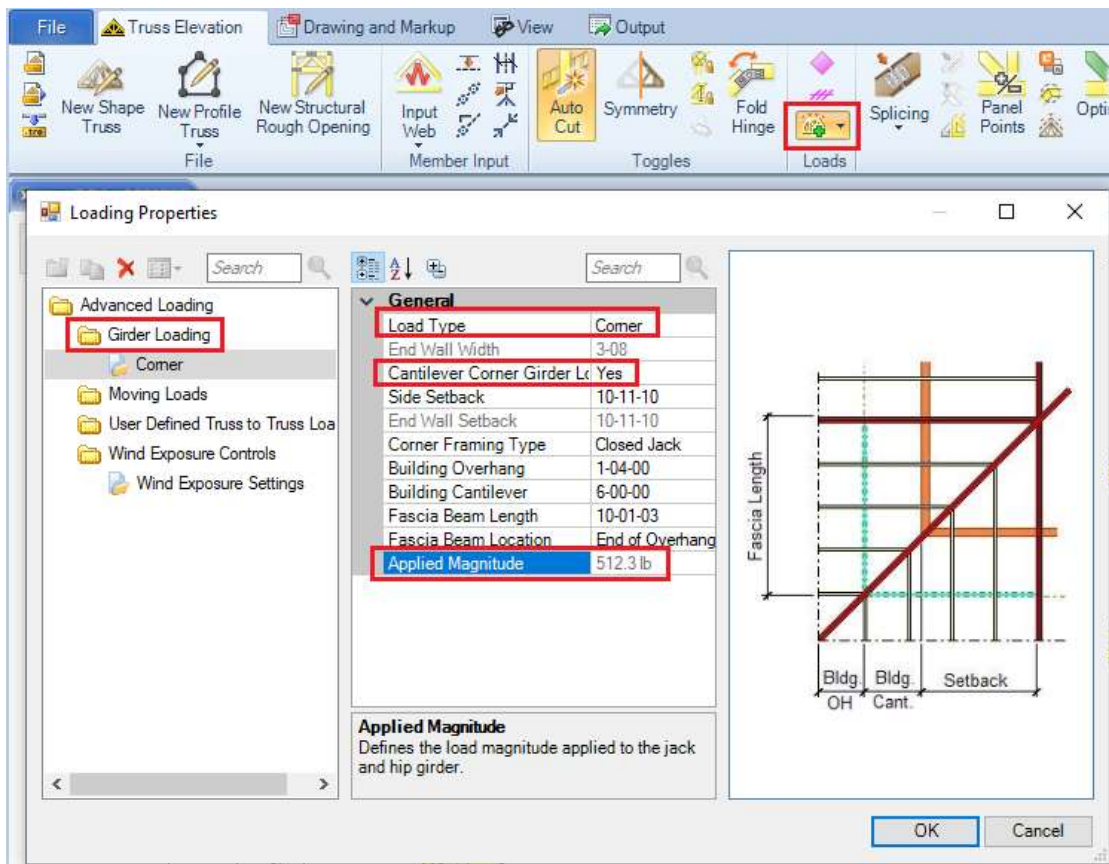 File Truss Elevation Drawing and Markup View Output
New Shape Truss
New Profile Truss
New Structural Rough Opening
Input Web
Auto Cut
Symmetry
Fold Hinge
Splicing
Panel Points
Opti
File Member Input Toggles Loads
Loading Properties
Search
Search
Advanced Loading
Girder Loading
Corner
Moving Loads
User Defined Truss to Truss Loa
Wind Exposure Controls
Wind Exposure Settings
General
Load Type Corner
End Wall Width 3-08
Cantilever Corner Girder Lo Yes
Side Setback 10-11-10
End Wall Setback 10-11-10
Corner Framing Type Closed Jack
Building Overhang 1-04-00
Building Cantilever 6-00-00
Fascia Beam Length 10-01-03
Fascia Beam Location End of Overhang
Applied Magnitude 512.3 lb
Applied Magnitude
Defines the load magnitude applied to the jack
and hip girder.
Fascia Length
Bldg. Bldg. Setback
OH Cant.
OK Cancel